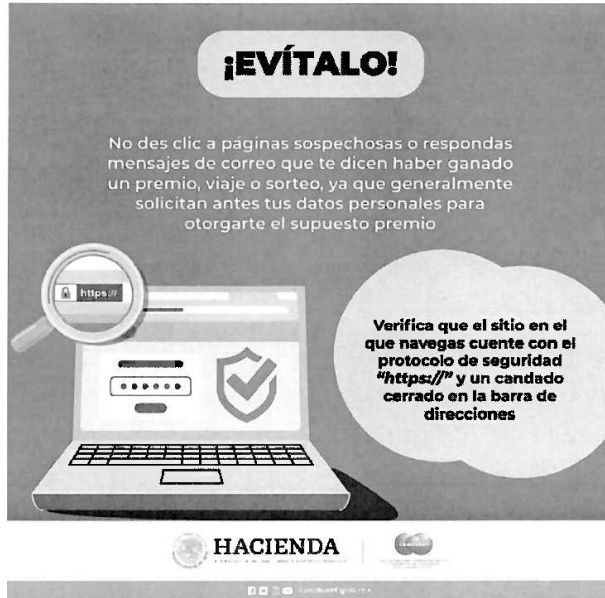 ¡EVÍTALO!
No des clic a páginas sospechosas o respondas
mensajes de correo que te dicen haber ganado
un premio, viaje o sorteo, ya que generalmente
solicitan antes tus datos personales para
otorgarte el supuesto premio
https://
Verifica que el sitio en el
que navegas cuente con el
protocolo de seguridad
“https://” y un candado
cerrado en la barra de
direcciones
HACIENDA